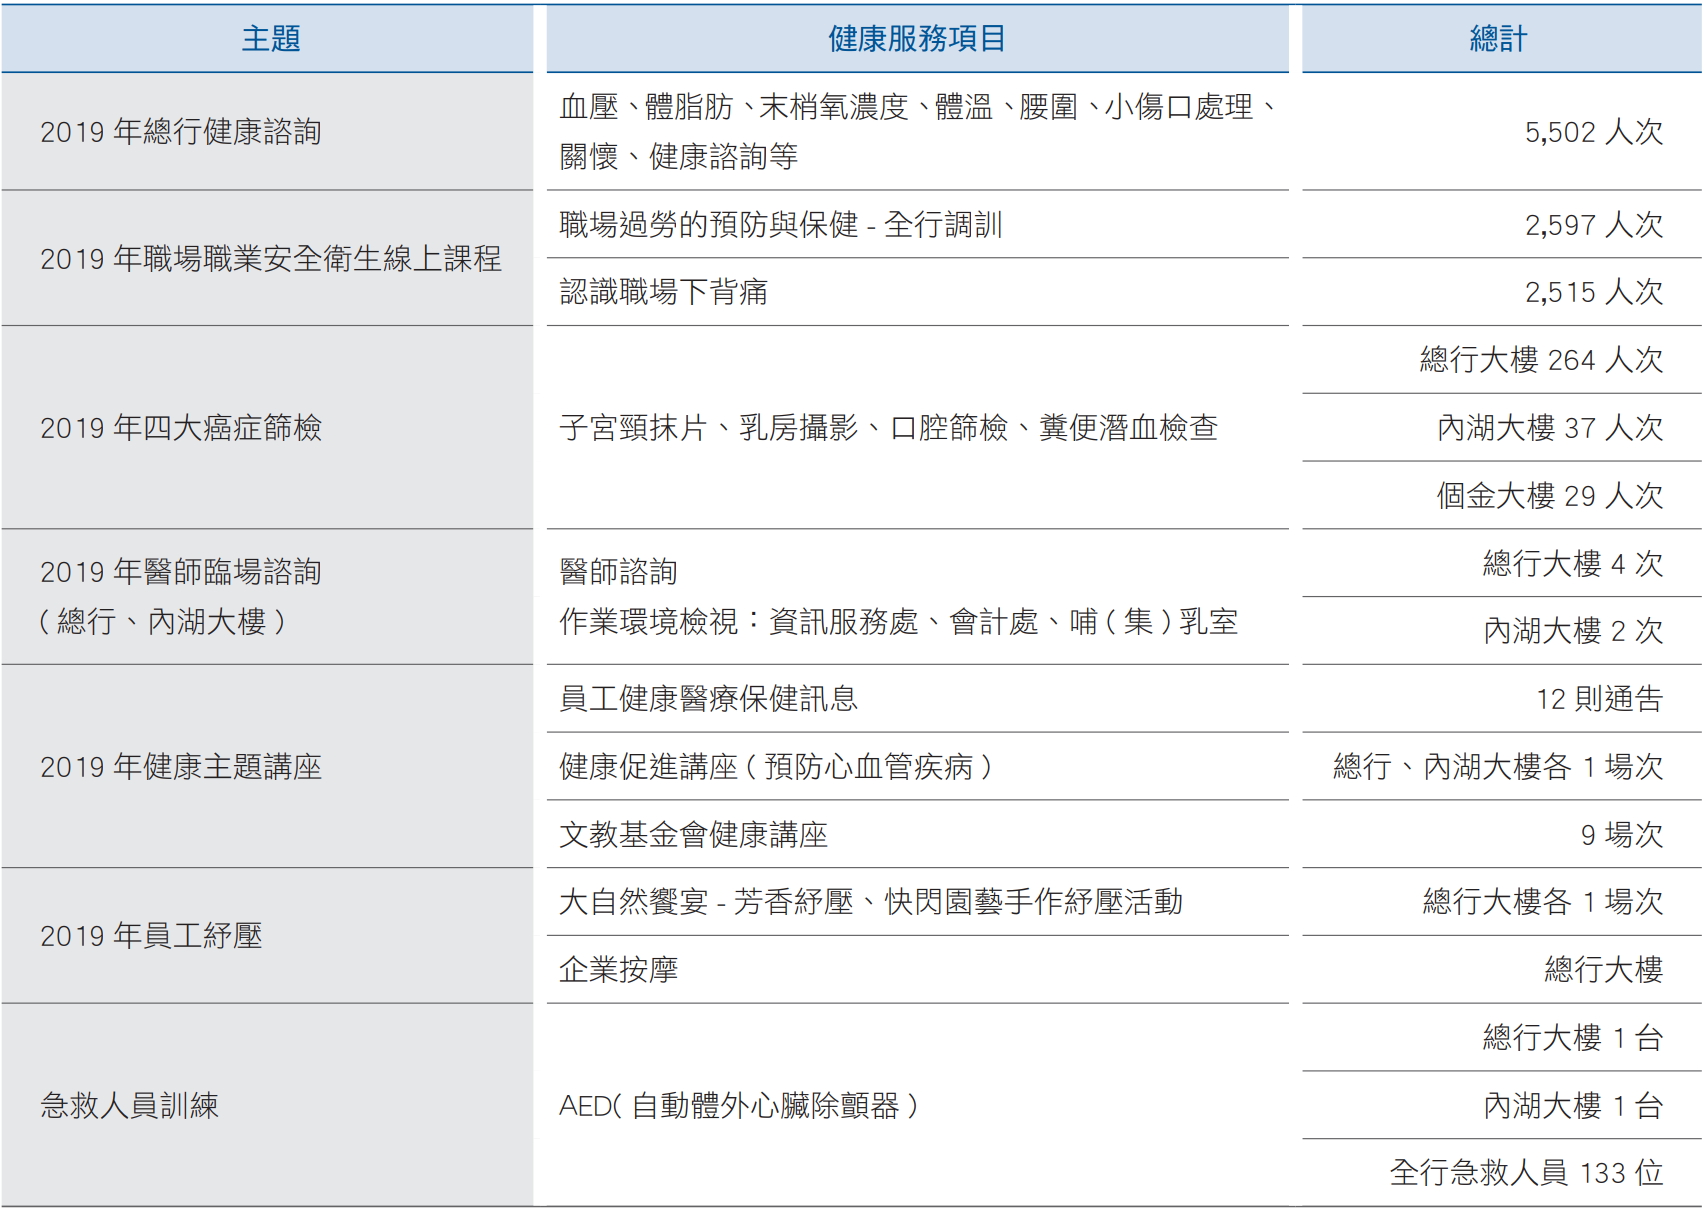 主題
健康服務項目
總計
2019 年總行健康諮詢
血壓、體脂肪、末梢氧濃度、體溫、腰圍、小傷口處理、
關懷、健康諮詢等
5,502 人次
2019 年職場職業安全衛生線上課程
職場過勞的預防與保健 - 全行調訓
2,597 人次
認識職場下背痛
2,515 人次
2019 年四大癌症篩檢
子宮頸抹片、乳房攝影、口腔篩檢、糞便潛血檢查
總行大樓 264 人次
內湖大樓 37 人次
個金大樓 29 人次
2019 年醫師臨場諮詢
( 總行、內湖大樓 )
醫師諮詢
作業環境檢視：資訊服務處、會計處、哺 ( 集 ) 乳室
總行大樓 4 次
內湖大樓 2 次
2019 年健康主題講座
員工健康醫療保健訊息
12 則通告
健康促進講座 ( 預防心血管疾病 )
總行、內湖大樓各 1 場次
文教基金會健康講座
9 場次
2019 年員工紓壓
大自然饗宴 - 芳香紓壓、快閃園藝手作紓壓活動
總行大樓各 1 場次
企業按摩
總行大樓
急救人員訓練
AED( 自動體外心臟除顫器 )
總行大樓 1 台
內湖大樓 1 台
全行急救人員 133 位